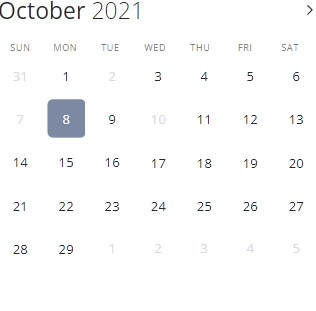 October 2021
SUN MON TUE WED THU FRI SAT
31 1 2 3 4 5 6
7 8 9 10 11 12 13
14 15 16 17 18 19 20
21 22 23 24 25 26 27
28 29 1 2 3 4 5